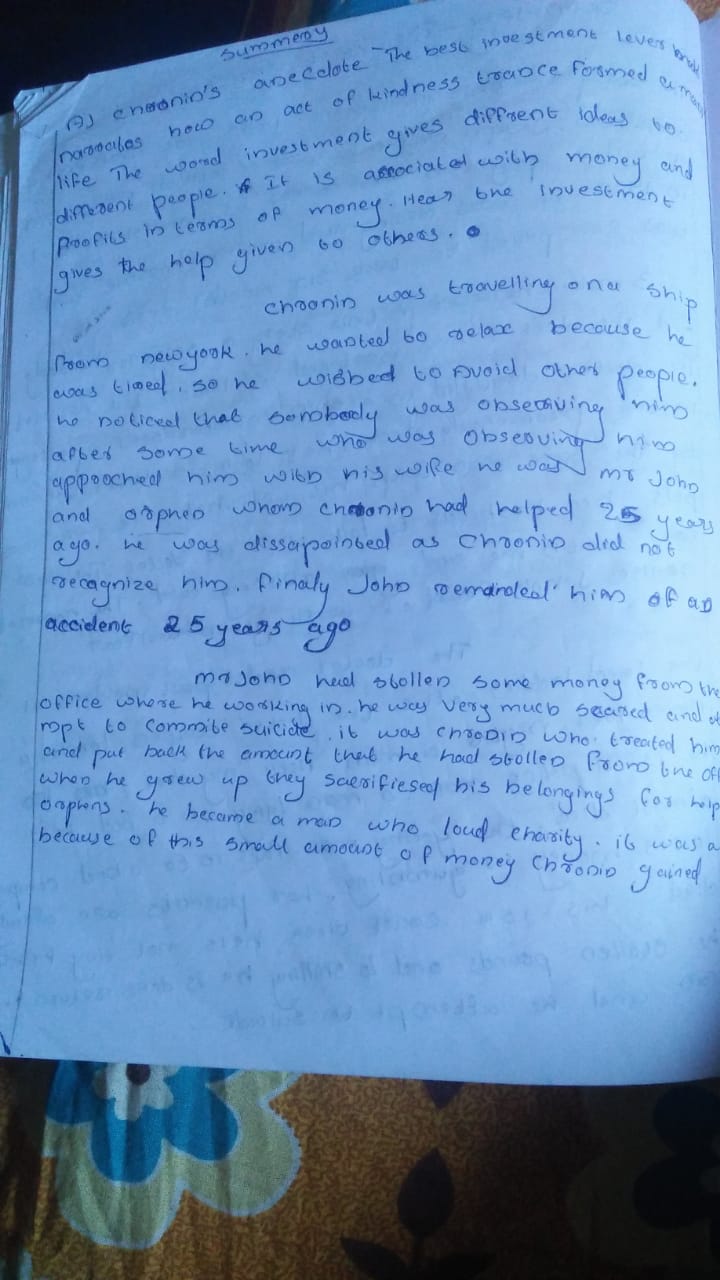 summery
AJ chronin's anecdote "The best investment I ever
narrates how an act of kindness trance formed a man
life The word investment gives diffrent ideas to
different people. It is associated with money and
profits in terms of money. Hear the investment
gives the help given to others.
chronin was travelling on a ship
from newyork. he wanted to relax because he
was tired. so he wished to Avoid other people.
he noticed that sombody was observing him
after some time who was observing him
approched him with his wife he was mr John
and orphen whom chronin had helped 25 years
ago. he was dissapointed as chronin did not
recagnize him. finaly John remainded him of an
accident 25 years ago
mr John had stollen some money from the
office where he working in. he was very much scared and at
mpt to commite suicide. it was chronin who treated him
and put back the amount that he had stollen from the off
when he grew up they sacrifiesed his belongings for help
orphens. he became a man who loud charity. it was a
because of this small amount of money chronin gained